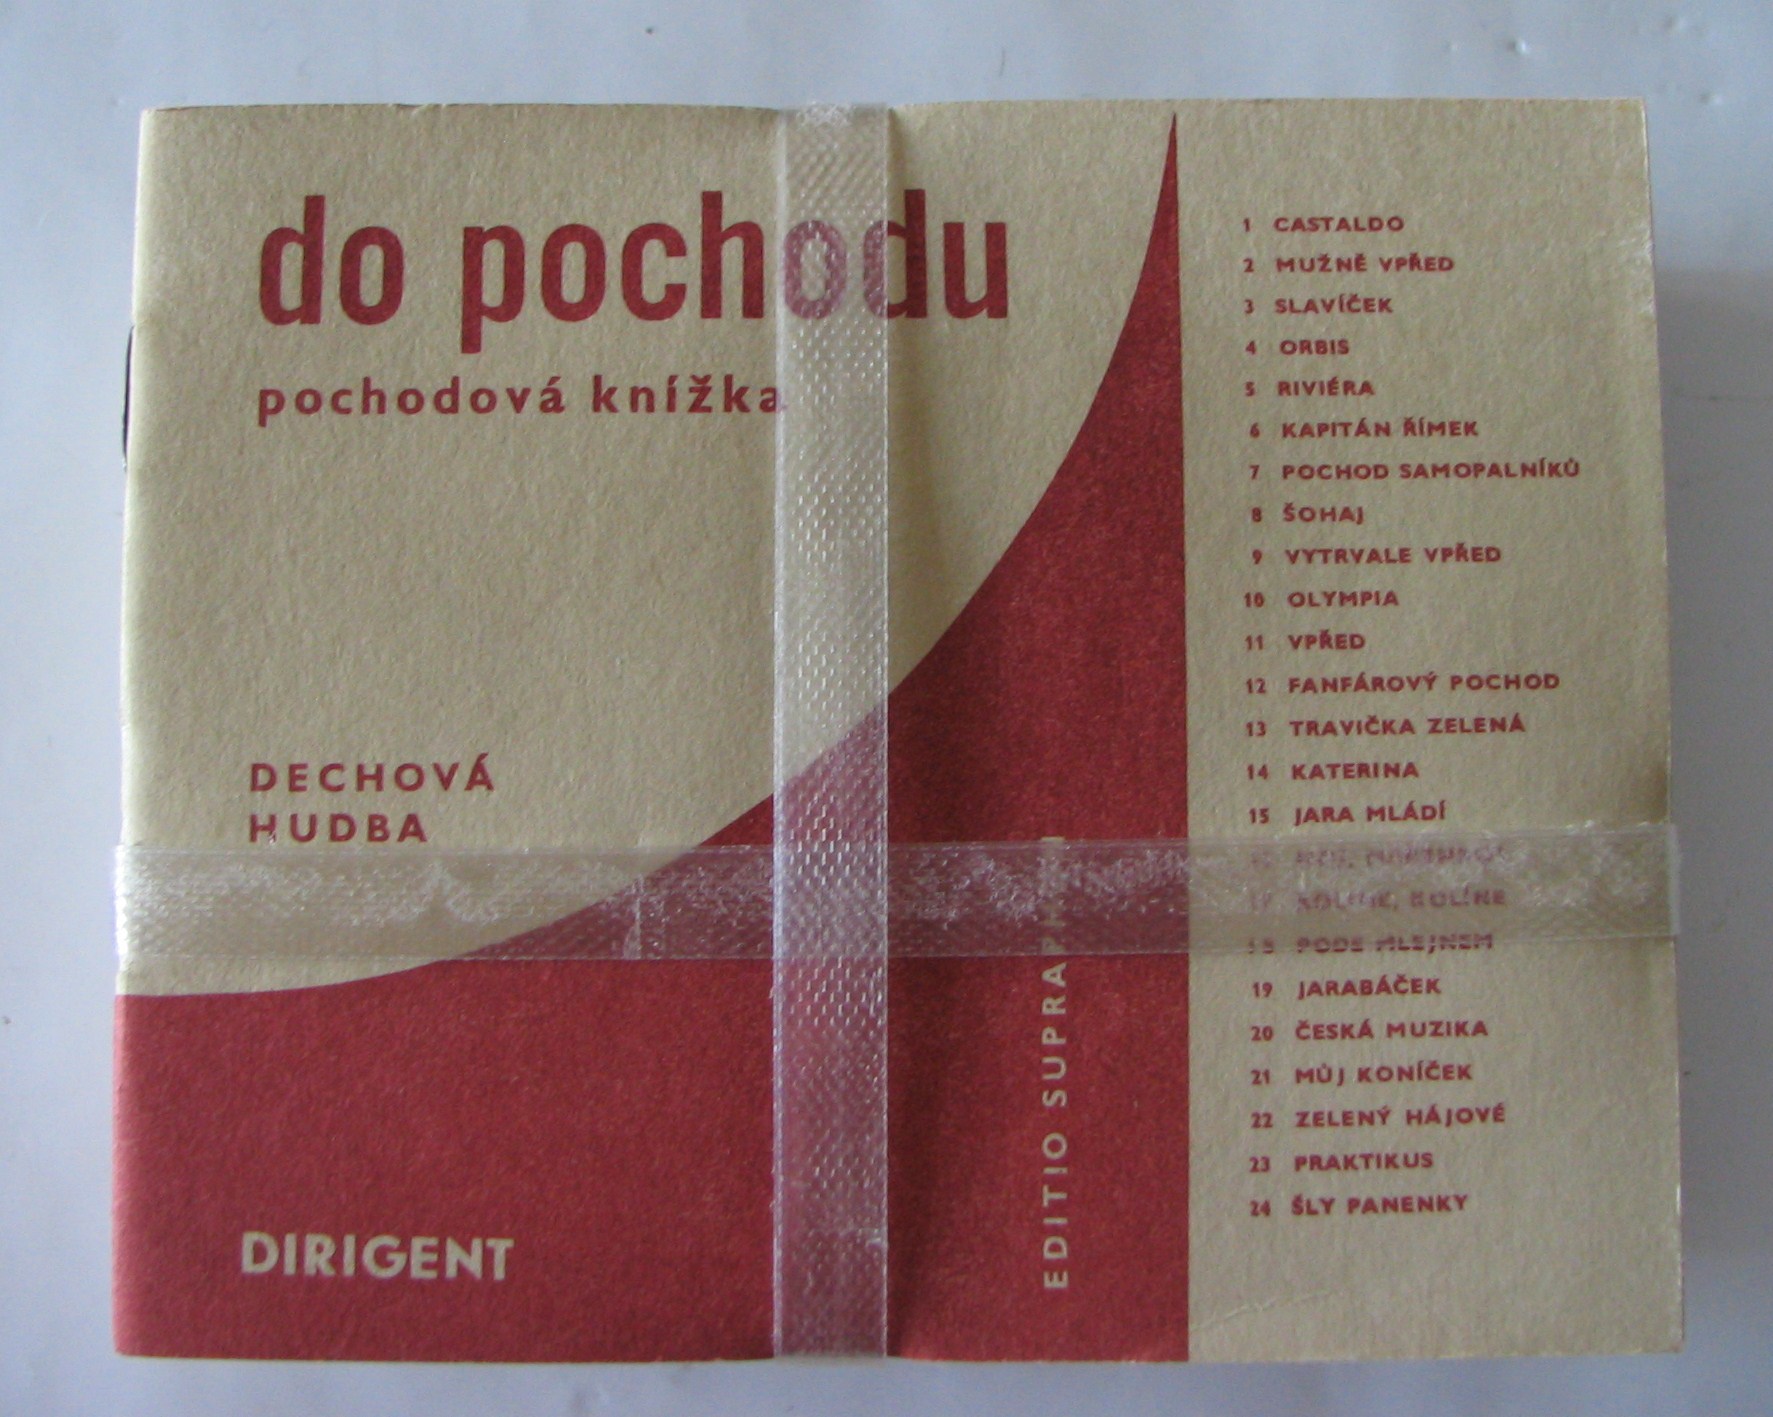 do pochodu
pochodová knížka
DECHOVÁ
HUDBA
DIRIGENT
EDITIO SUPRAPHON
1 CASTALDO
2 MUŽNĚ VPŘED
3 SLAVÍČEK
4 ORBIS
5 RIVIÉRA
6 KAPITÁN ŘÍMEK
7 POCHOD SAMOPALNÍKŮ
8 ŠOHAJ
9 VYTRVALE VPŘED
10 OLYMPIA
11 VPŘED
12 FANFÁROVÝ POCHOD
13 TRAVIČKA ZELENÁ
14 KATERINA
15 JARA MLÁDÍ
KOLÍNE, KOLÍNE
18 PODE MLEJNEM
19 JARABÁČEK
20 ČESKÁ MUZIKA
21 MŮJ KONÍČEK
22 ZELENÝ HÁJOVÉ
23 PRAKTIKUS
24 ŠLY PANENKY